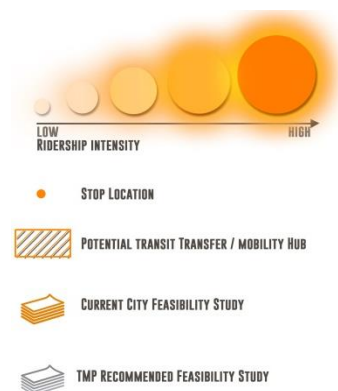 LOW HIGH
RIDERSHIP INTENSITY
STOP LOCATION
POTENTIAL TRANSIT TRANSFER / MOBILITY HUB
CURRENT CITY FEASIBILITY STUDY
TMP RECOMMENDED FEASIBILITY STUDY